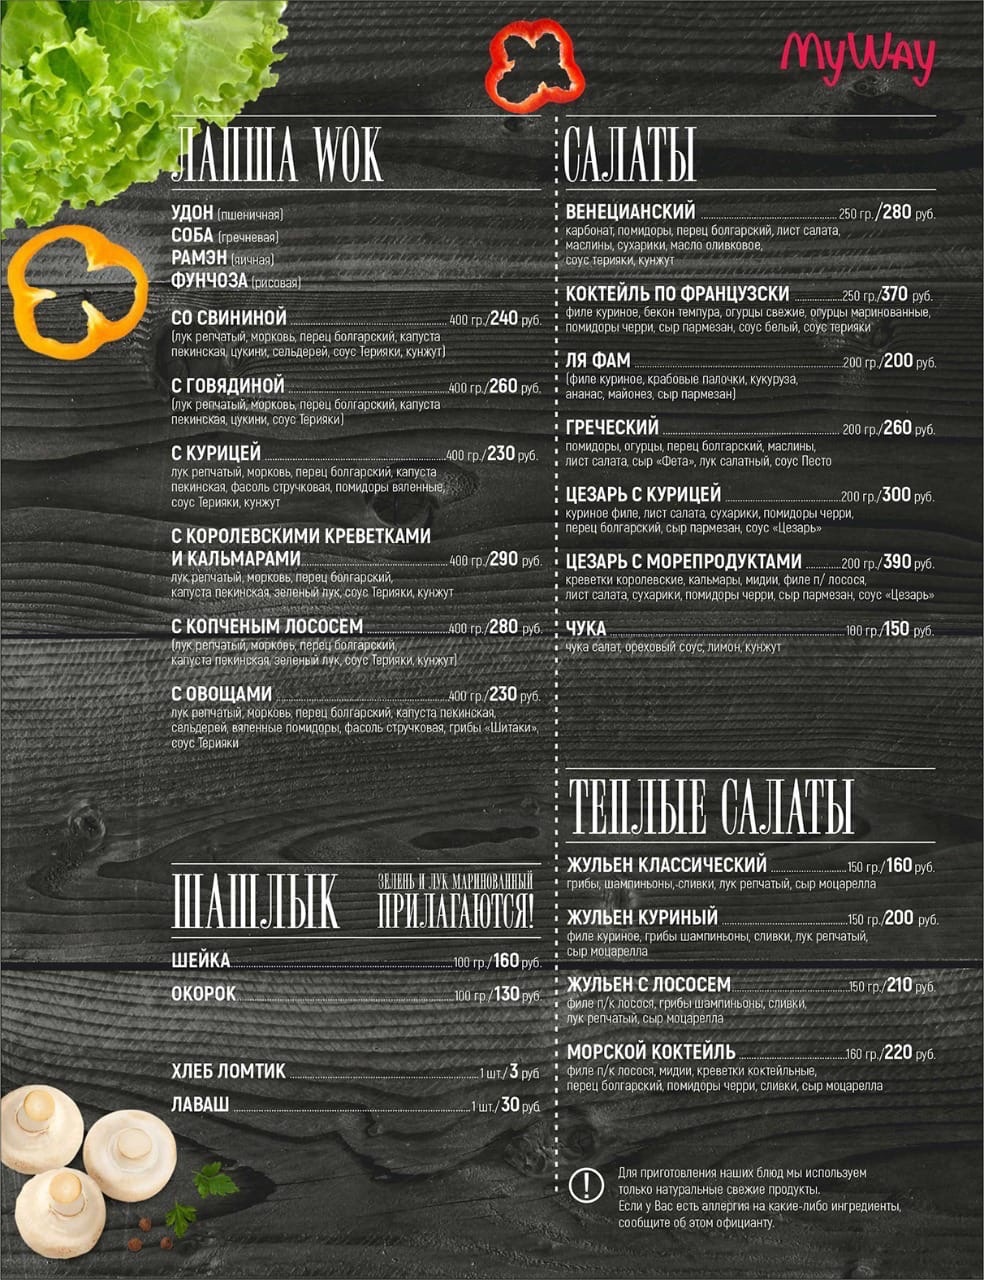 MyWay
ЛАПША WOK
УДОН (пшеничная)
СОБА (гречневая)
РАМЭН (яичная)
ФУНЧОЗА (рисовая)
СО СВИНИНОЙ 400 гр./240 руб.
(лук репчатый, морковь, перец болгарский, капуста
пекинская, цукини, сельдерей, соус Терияки, кунжут)
С ГОВЯДИНОЙ 400 гр./260 руб.
(лук репчатый, морковь, перец болгарский, капуста
пекинская, цукини, соус Терияки)
С КУРИЦЕЙ 400 гр./230 руб.
лук репчатый, морковь, перец болгарский, капуста
пекинская, фасоль стручковая, помидоры вяленные,
соус Терияки, кунжут
С КОРОЛЕВСКИМИ КРЕВЕТКАМИ
И КАЛЬМАРАМИ 400 гр./290 руб.
лук репчатый, морковь, перец болгарский,
капуста пекинская, зеленый лук, соус Терияки, кунжут
С КОПЧЕНЫМ ЛОСОСЕМ 400 гр./280 руб.
(лук репчатый, морковь, перец болгарский,
капуста пекинская, зеленый лук, соус Терияки, кунжут)
С ОВОЩАМИ 400 гр./230 руб.
лук репчатый, морковь, перец болгарский, капуста пекинская,
сельдерей, вяленные помидоры, фасоль стручковая, грибы «Шитаки»,
соус Терияки
ШАШЛЫК
ЗЕЛЕНЬ И ЛУК МАРИНОВАННЫЙ
ПРИЛАГАЮТСЯ!
ШЕЙКА 100 гр./160 руб.
ОКОРОК 100 гр./130 руб.
ХЛЕБ ЛОМТИК 1 шт./3 руб.
ЛАВАШ 1 шт./30 руб.
САЛАТЫ
ВЕНЕЦИАНСКИЙ 250 гр./280 руб.
карбонат, помидоры, перец болгарский, лист салата,
маслины, сухарики, масло оливковое,
соус терияки, кунжут
КОКТЕЙЛЬ ПО ФРАНЦУЗСКИ 250 гр./370 руб.
филе куриное, бекон темпура, огурцы свежие, огурцы маринованные,
помидоры черри, сыр пармезан, соус белый, соус терияки
ЛЯ ФАМ 200 гр./200 руб.
(филе куриное, крабовые палочки, кукуруза,
ананас, майонез, сыр пармезан)
ГРЕЧЕСКИЙ 200 гр./260 руб.
помидоры, огурцы, перец болгарский, маслины,
лист салата, сыр «Фета», лук салатный, соус Песто
ЦЕЗАРЬ С КУРИЦЕЙ 200 гр./300 руб.
куриное филе, лист салата, сухарики, помидоры черри,
перец болгарский, сыр пармезан, соус «Цезарь»
ЦЕЗАРЬ С МОРЕПРОДУКТАМИ 200 гр./390 руб.
креветки королевские, кальмары, мидии, филе п/ лосося,
лист салата, сухарики, помидоры черри, сыр пармезан, соус «Цезарь»
ЧУКА 100 гр./150 руб.
чука салат, ореховый соус, лимон, кунжут
ТЕПЛЫЕ САЛАТЫ
ЖУЛЬЕН КЛАССИЧЕСКИЙ 150 гр./160 руб.
грибы, шампиньоны, сливки, лук репчатый, сыр моцарелла
ЖУЛЬЕН КУРИНЫЙ 150 гр./200 руб.
филе куриное, грибы шампиньоны, сливки, лук репчатый,
сыр моцарелла
ЖУЛЬЕН С ЛОСОСЕМ 150 гр./210 руб.
филе п/к лосося, грибы шампиньоны, сливки,
лук репчатый, сыр моцарелла
МОРСКОЙ КОКТЕЙЛЬ 160 гр./220 руб.
филе п/к лосося, мидии, креветки коктейльные,
перец болгарский, помидоры черри, сливки, сыр моцарелла
! Для приготовления наших блюд мы используем
только натуральные свежие продукты.
Если у Вас есть аллергия на какие-либо ингредиенты,
сообщите об этом официанту.